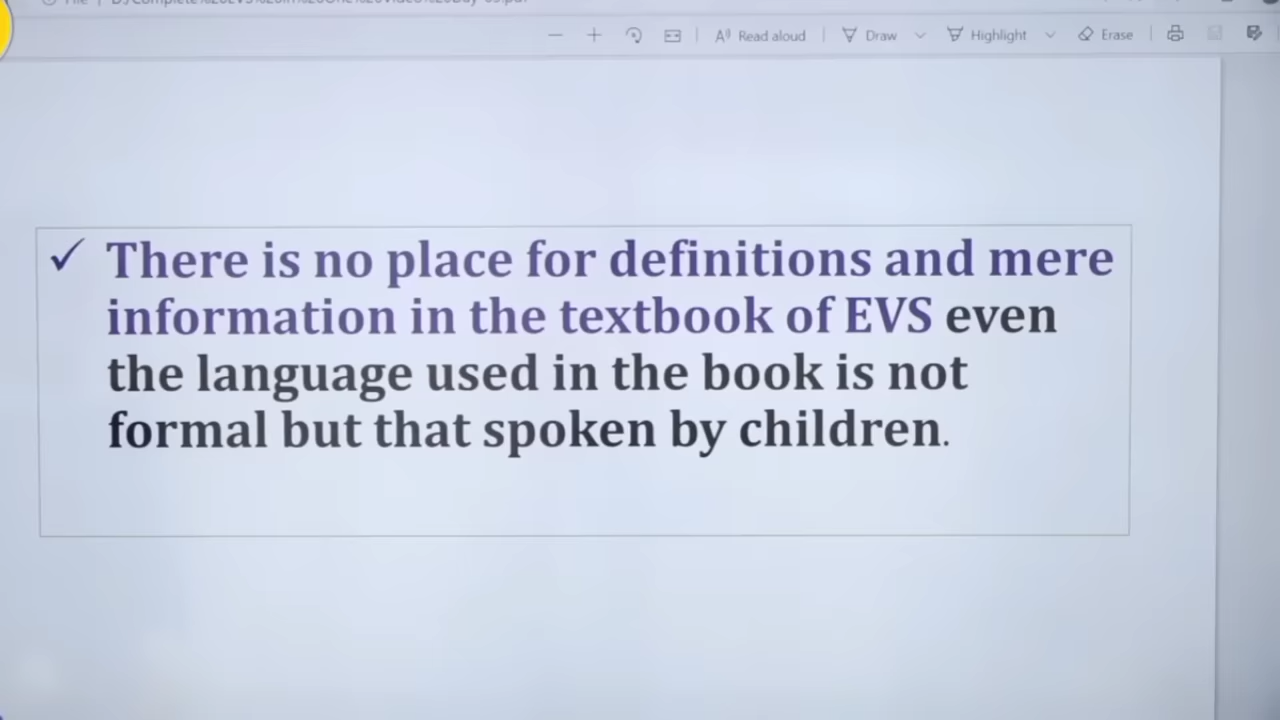 Read aloud
Draw
Highlight
Erase
✓ There is no place for definitions and mere
information in the textbook of EVS even
the language used in the book is not
formal but that spoken by children.